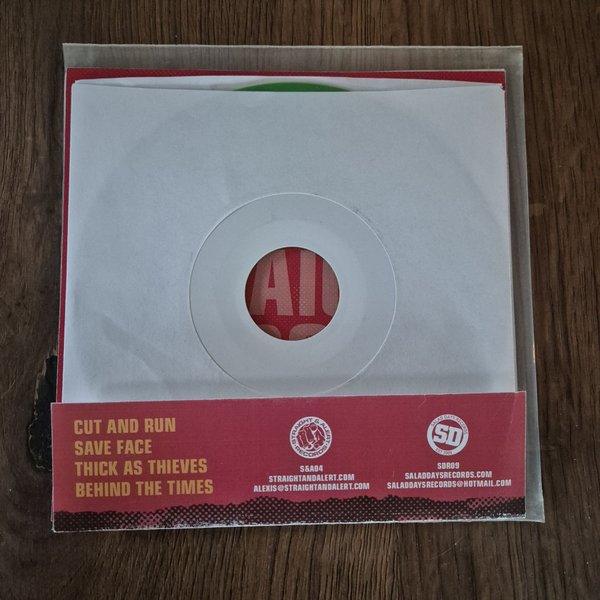 CUT AND RUN
SAVE FACE
THICK AS THIEVES
BEHIND THE TIMES
STRAIGHT & ALERT
RECORDS
S&A04
STRAIGHTANDALERT.COM
ALEXIS@STRAIGHTANDALERT.COM
SD
SDR09
SALADDAYSRECORDS.COM
SALADDAYSRECORDS@HOTMAIL.COM